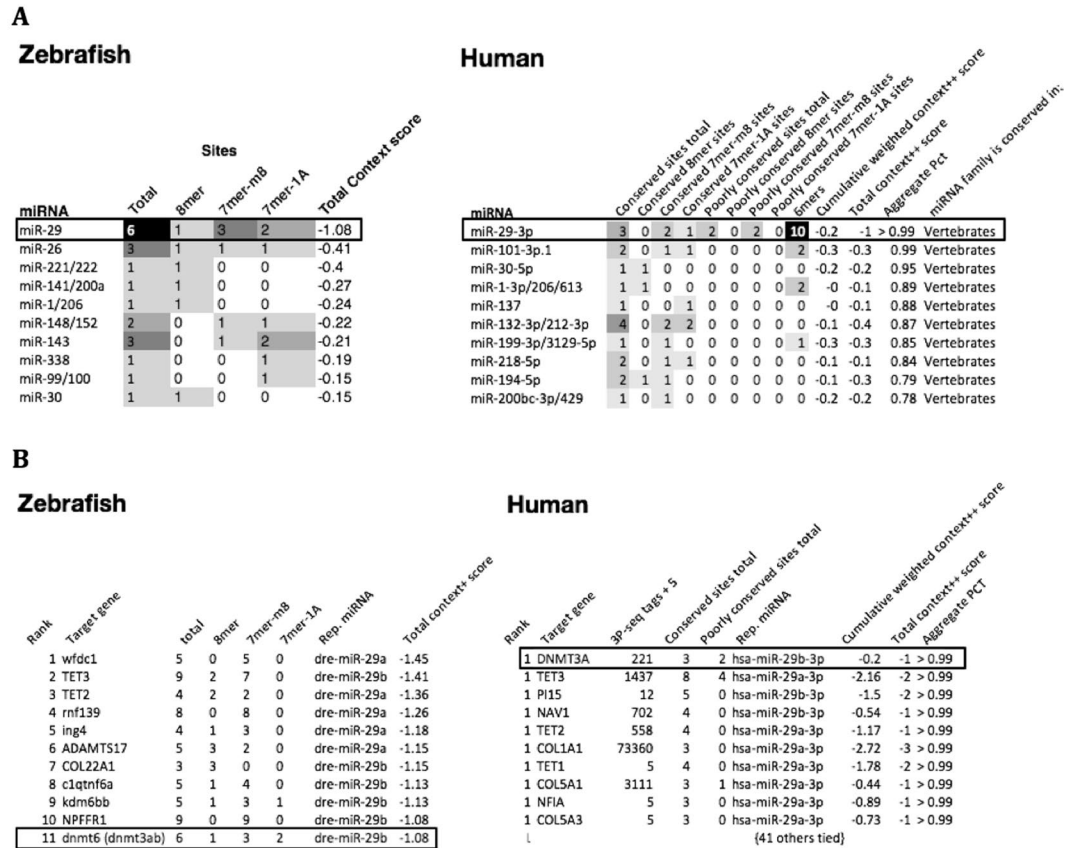 A
Zebrafish
Sites
miRNA Total 8mer 7mer-m8 7mer-1A Total Context score
miR-29 6 1 3 2 -1.08
miR-26 3 1 1 1 -0.41
miR-221/222 1 1 0 0 -0.4
miR-141/200a 1 1 0 0 -0.27
miR-1/206 1 1 0 0 -0.24
miR-148/152 2 0 1 1 -0.22
miR-143 3 0 1 2 -0.21
miR-338 1 0 0 1 -0.19
miR-99/100 1 0 0 1 -0.15
miR-30 1 1 0 0 -0.15
Human
miRNA Conserved sites total Conserved 8mer sites Conserved 7mer-m8 sites Conserved 7mer-1A sites Poorly conserved sites total Poorly conserved 8mer sites Poorly conserved 7mer-m8 sites Poorly conserved 7mer-1A sites 6mers Cumulative weighted context++ score Total context++ score Aggregate Pct miRNA family is conserved in:
miR-29-3p 3 0 2 1 2 0 2 0 10 -0.2 -1 > 0.99 Vertebrates
miR-101-3p.1 2 0 1 1 0 0 0 0 2 -0.3 -0.3 0.99 Vertebrates
miR-30-5p 1 1 0 0 0 0 0 0 0 -0.2 -0.2 0.95 Vertebrates
miR-1-3p/206/613 1 1 0 0 0 0 0 0 2 -0 -0.1 0.89 Vertebrates
miR-137 1 0 0 1 0 0 0 0 0 -0.1 -0.1 0.88 Vertebrates
miR-132-3p/212-3p 4 0 2 2 0 0 0 0 0 -0.1 -0.4 0.87 Vertebrates
miR-199-3p/3129-5p 1 0 1 0 0 0 0 0 1 -0.3 -0.3 0.85 Vertebrates
miR-218-5p 2 0 1 1 0 0 0 0 0 -0.1 -0.1 0.84 Vertebrates
miR-194-5p 2 1 1 0 0 0 0 0 0 -0.1 -0.3 0.79 Vertebrates
miR-200bc-3p/429 1 0 1 0 0 0 0 0 0 -0.2 -0.2 0.78 Vertebrates
B
Zebrafish
Rank Target gene total 8mer 7mer-m8 7mer-1A Rep. miRNA Total context+ score
1 wfdc1 5 0 5 0 dre-miR-29a -1.45
2 TET3 9 2 7 0 dre-miR-29b -1.41
3 TET2 4 2 2 0 dre-miR-29a -1.36
4 rnf139 8 0 8 0 dre-miR-29a -1.26
5 ing4 4 1 3 0 dre-miR-29a -1.18
6 ADAMTS17 5 3 2 0 dre-miR-29b -1.15
7 COL22A1 3 3 0 0 dre-miR-29b -1.15
8 c1qtnf6a 5 1 4 0 dre-miR-29b -1.13
9 kdm6bb 5 1 3 1 dre-miR-29b -1.13
10 NPFFR1 9 0 9 0 dre-miR-29b -1.08
11 dnmt6 (dnmt3ab) 6 1 3 2 dre-miR-29b -1.08
Human
Rank Target gene 3P-seq tags + 5 Conserved sites total Poorly conserved sites total Rep. miRNA Cumulative weighted context++ score Total context++ score Aggregate PCT
1 DNMT3A 221 3 2 hsa-miR-29b-3p -0.2 -1 > 0.99
1 TET3 1437 8 4 hsa-miR-29a-3p -2.16 -2 > 0.99
1 PI15 12 5 0 hsa-miR-29b-3p -1.5 -2 > 0.99
1 NAV1 702 4 0 hsa-miR-29b-3p -0.54 -1 > 0.99
1 TET2 558 4 0 hsa-miR-29a-3p -1.17 -1 > 0.99
1 COL1A1 73360 3 0 hsa-miR-29a-3p -2.72 -3 > 0.99
1 TET1 5 4 0 hsa-miR-29a-3p -1.78 -2 > 0.99
1 COL5A1 3111 3 1 hsa-miR-29a-3p -0.44 -1 > 0.99
1 NFIA 5 3 0 hsa-miR-29a-3p -0.89 -1 > 0.99
1 COL5A3 5 3 0 hsa-miR-29a-3p -0.73 -1 > 0.99
{41 others tied}